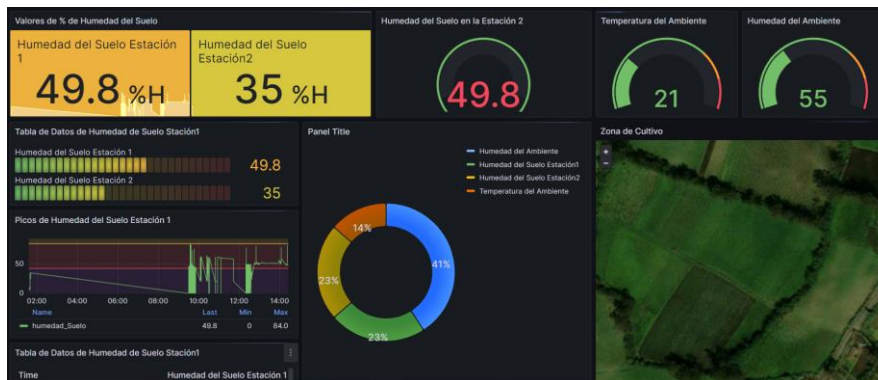 Valores de % de Humedad del Suelo
Humedad del Suelo Estación
1
49.8 %H
Humedad del Suelo
Estación2
35 %H
Humedad del Suelo en la Estación 2
49.8
Temperatura del Ambiente
21
Humedad del Ambiente
55
Tabla de Datos de Humedad de Suelo Stación1
Humedad del Suelo Estación 1
49.8
Humedad del Suelo Estación 2
35
Picos de Humedad del Suelo Estación 1
50
0
02:00 04:00 06:00 08:00 10:00 12:00 14:00
Name Last Min Max
humedad_Suelo 49.8 0 84.0
Tabla de Datos de Humedad de Suelo Stación1
Time Humedad del Suelo Estación 1
Panel Title
Humedad del Ambiente
Humedad del Suelo Estación1
Humedad del Suelo Estación2
Temperatura del Ambiente
14%
41%
23%
23%
Zona de Cultivo
+
−